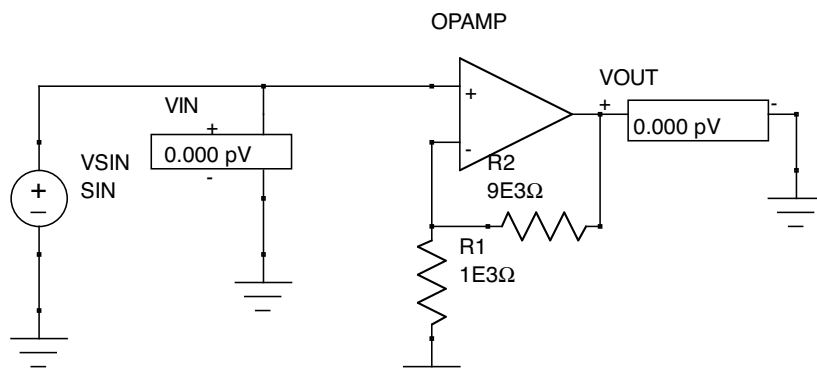 OPAMP
VOUT
VIN
+
0.000 pV
-
VSIN
SIN
+
-
+
-
R2
9E3Ω
R1
1E3Ω
+
0.000 pV
-